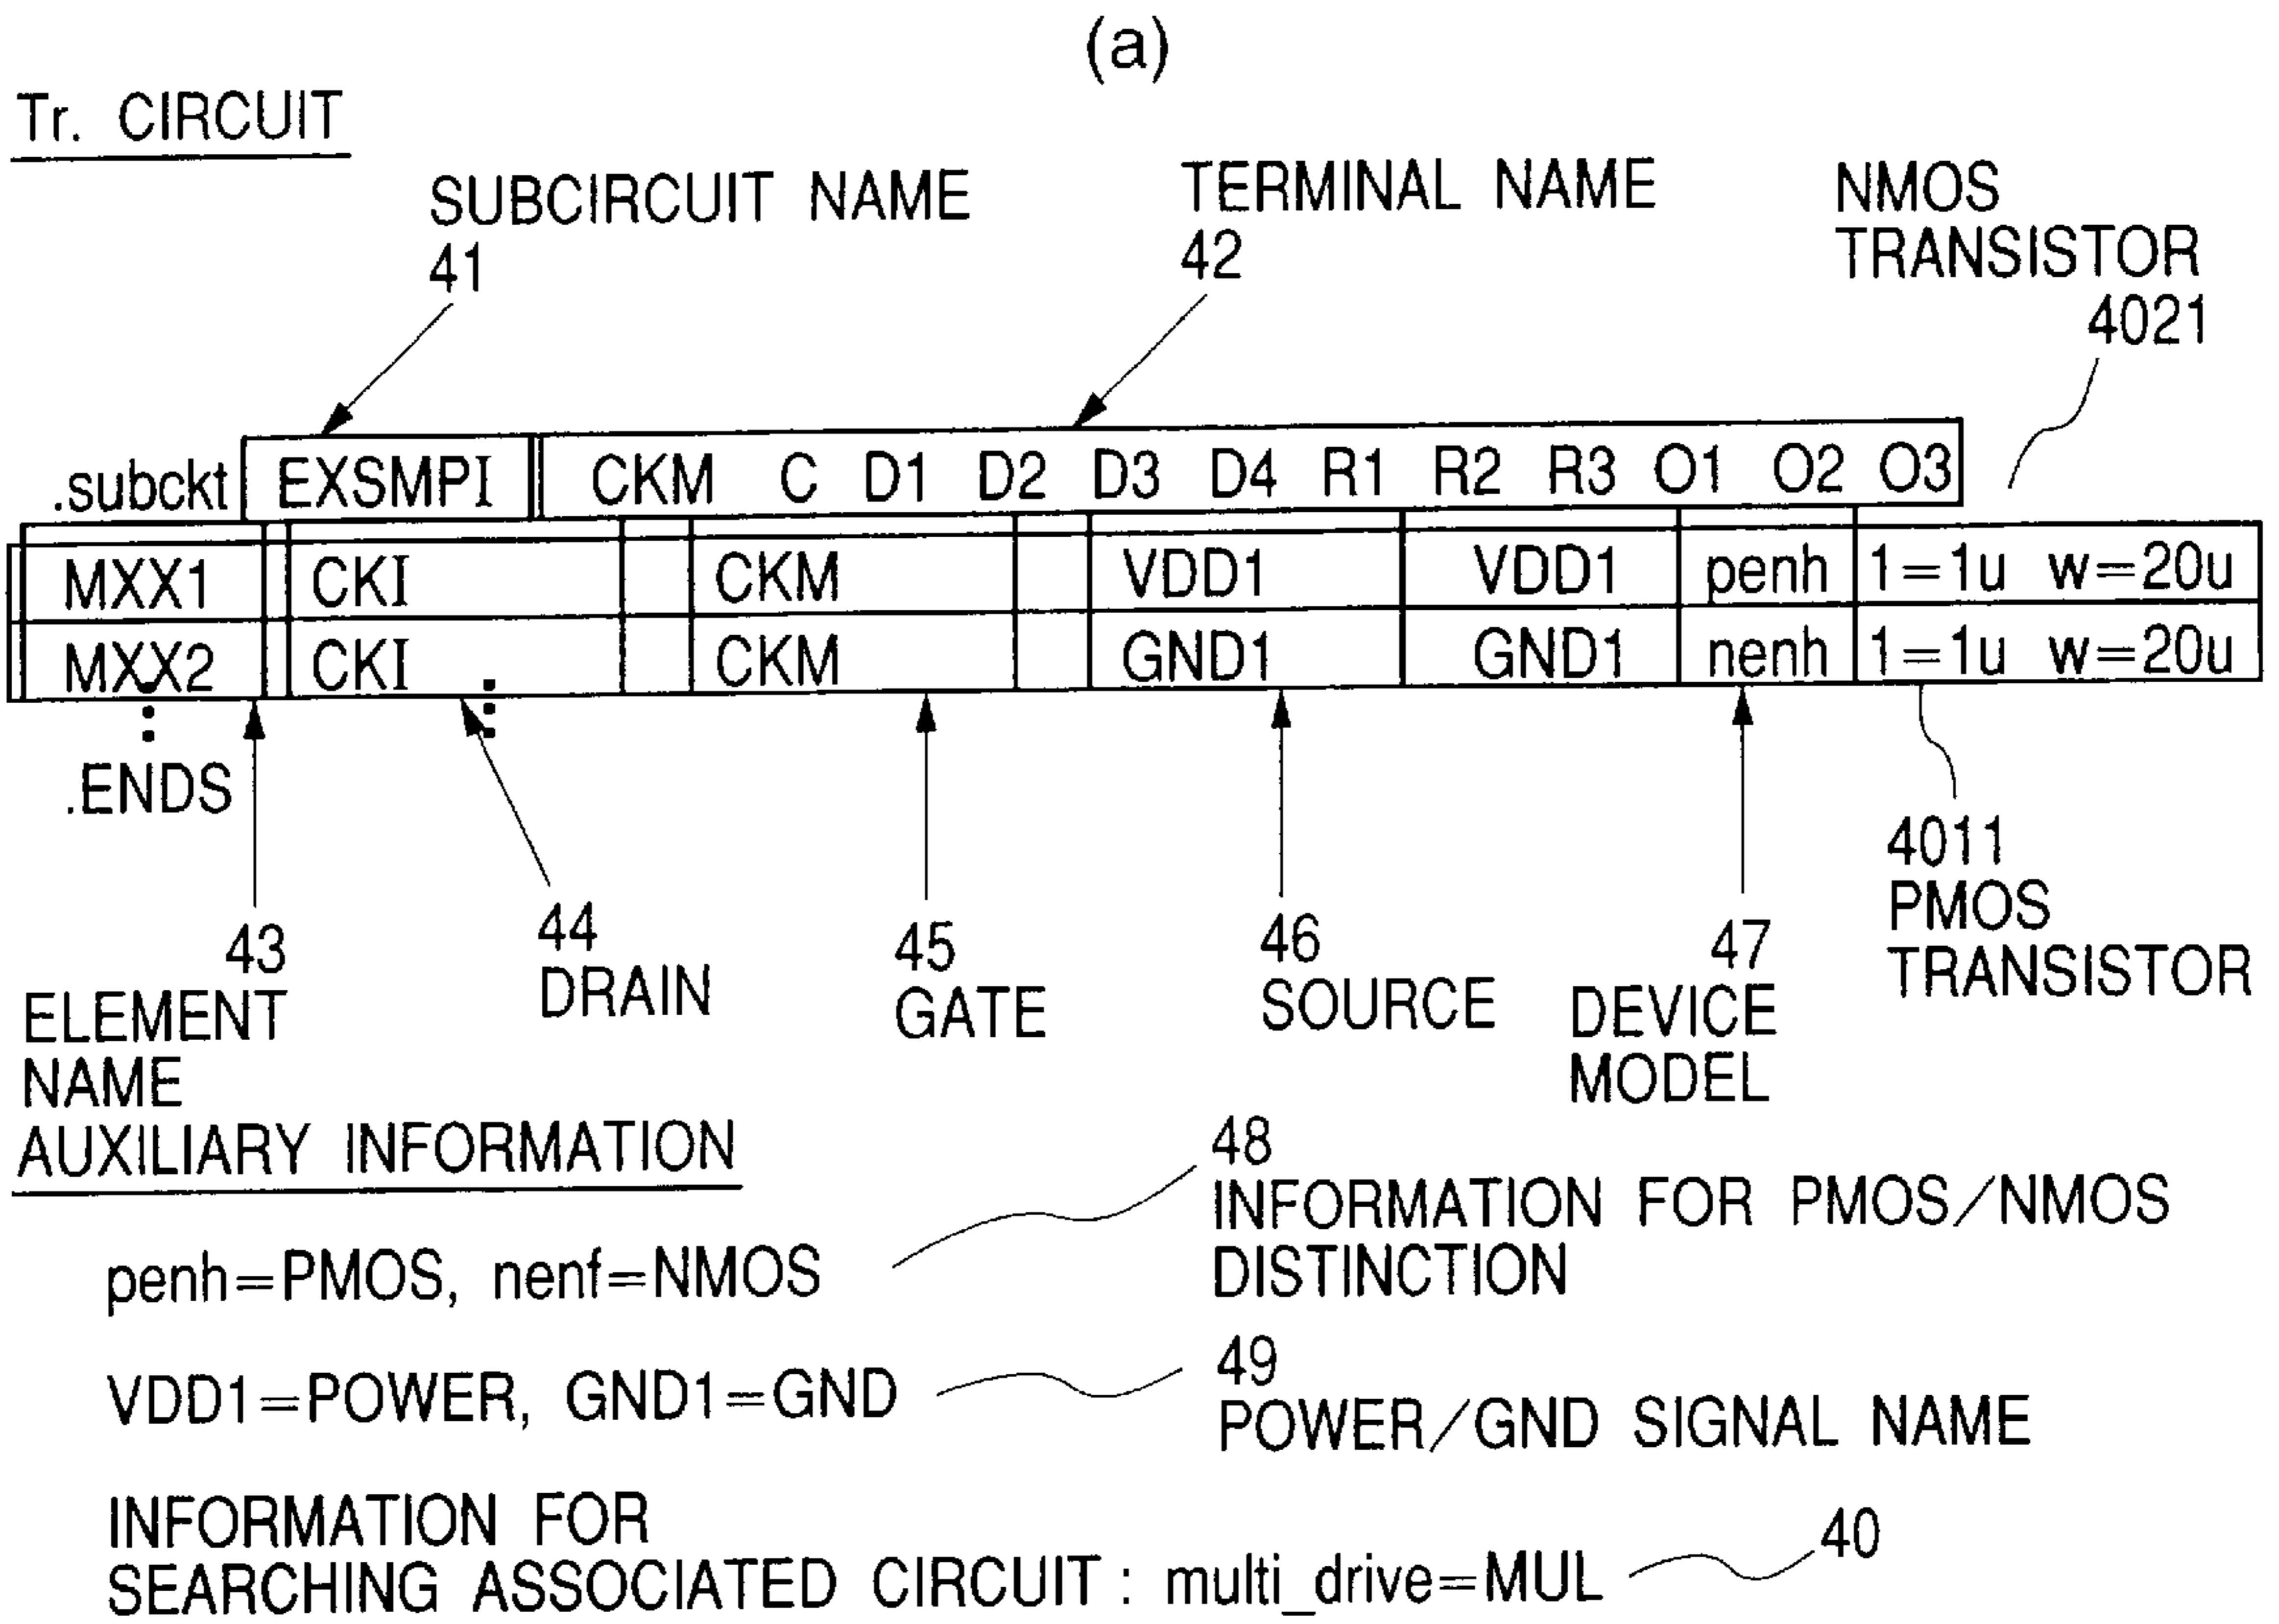 (a)
Tr. CIRCUIT
SUBCIRCUIT NAME
41
TERMINAL NAME
42
NMOS
TRANSISTOR
4021
.subckt EXSMPI CKM C D1 D2 D3 D4 R1 R2 R3 O1 O2 O3
MXX1 CKI CKM VDD1 VDD1 penh 1=1u w=20u
MXX2 CKI CKM GND1 GND1 nenh 1=1u w=20u
.ENDS
43
ELEMENT
NAME
44
DRAIN
45
GATE
46
SOURCE
47
DEVICE
MODEL
4011
PMOS
TRANSISTOR
AUXILIARY INFORMATION
penh=PMOS, nenf=NMOS
48
INFORMATION FOR PMOS/NMOS
DISTINCTION
VDD1=POWER, GND1=GND
49
POWER/GND SIGNAL NAME
INFORMATION FOR
SEARCHING ASSOCIATED CIRCUIT : multi_drive=MUL
40